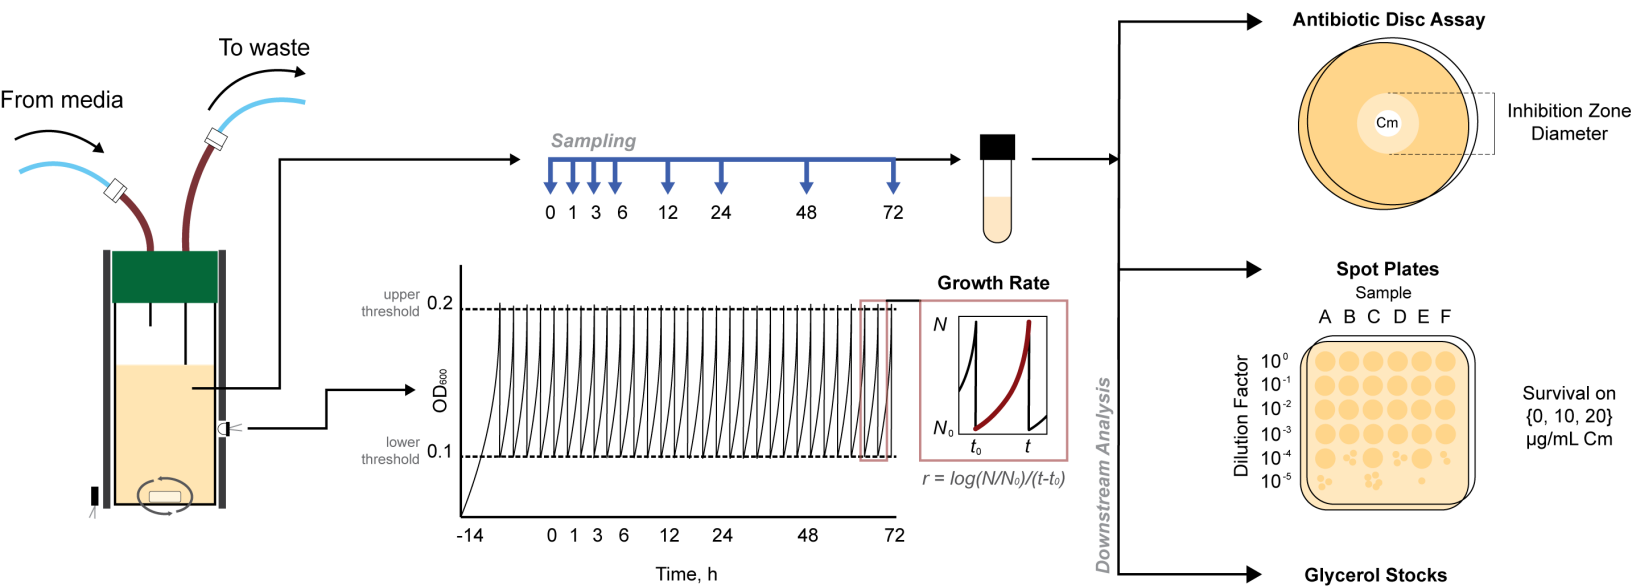 To waste
From media
Sampling
0 1 3 6 12 24 48 72
upper
threshold
0.2
OD600
lower
threshold
0.1
-14 0 1 3 6 12 24 48 72
Time, h
Growth Rate
N
N0
t0 t
r = log(N/N0)/(t-t0)
Downstream Analysis
Antibiotic Disc Assay
Cm
Inhibition Zone
Diameter
Spot Plates
Sample
A B C D E F
Dilution Factor
10^0
10^-1
10^-2
10^-3
10^-4
10^-5
Survival on
{0, 10, 20}
µg/mL Cm
Glycerol Stocks